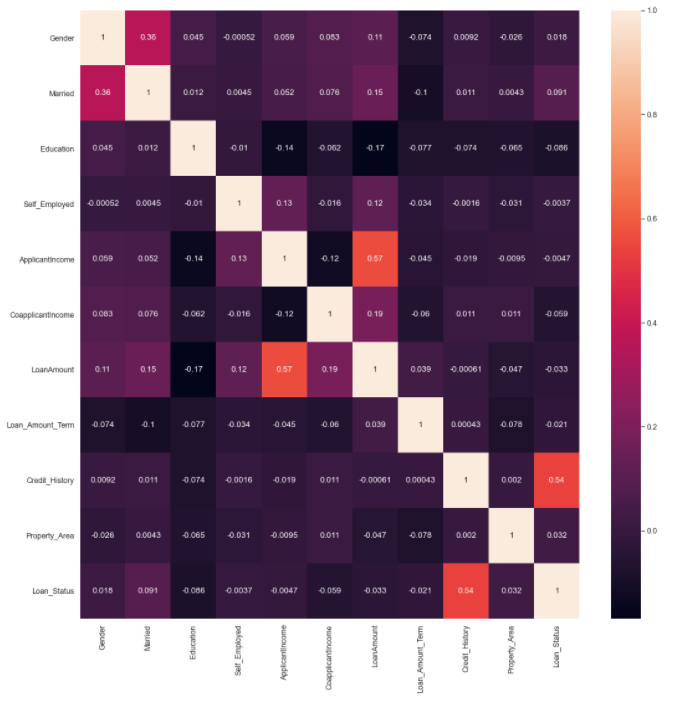 Gender 1 0.36 0.045 -0.00052 0.059 0.083 0.11 -0.074 0.0092 -0.026 0.018
Married 0.36 1 0.012 0.0045 0.052 0.076 0.15 -0.1 0.011 0.0043 0.091
Education 0.045 0.012 1 -0.01 -0.14 -0.062 -0.17 -0.077 -0.074 -0.065 -0.086
Self_Employed -0.00052 0.0045 -0.01 1 0.13 -0.016 0.12 -0.034 -0.0016 -0.031 -0.0037
ApplicantIncome 0.059 0.052 -0.14 0.13 1 -0.12 0.57 -0.045 -0.019 -0.0095 -0.0047
CoapplicantIncome 0.083 0.076 -0.062 -0.016 -0.12 1 0.19 -0.06 0.011 0.011 -0.059
LoanAmount 0.11 0.15 -0.17 0.12 0.57 0.19 1 0.039 -0.00061 -0.047 -0.033
Loan_Amount_Term -0.074 -0.1 -0.077 -0.034 -0.045 -0.06 0.039 1 0.00043 -0.078 -0.021
Credit_History 0.0092 0.011 -0.074 -0.0016 -0.019 0.011 -0.00061 0.00043 1 0.002 0.54
Property_Area -0.026 0.0043 -0.065 -0.031 -0.0095 0.011 -0.047 -0.078 0.002 1 0.032
Loan_Status 0.018 0.091 -0.086 -0.0037 -0.0047 -0.059 -0.033 -0.021 0.54 0.032 1
Gender
Married
Education
Self_Employed
ApplicantIncome
CoapplicantIncome
LoanAmount
Loan_Amount_Term
Credit_History
Property_Area
Loan_Status
1.0
0.8
0.6
0.4
0.2
0.0